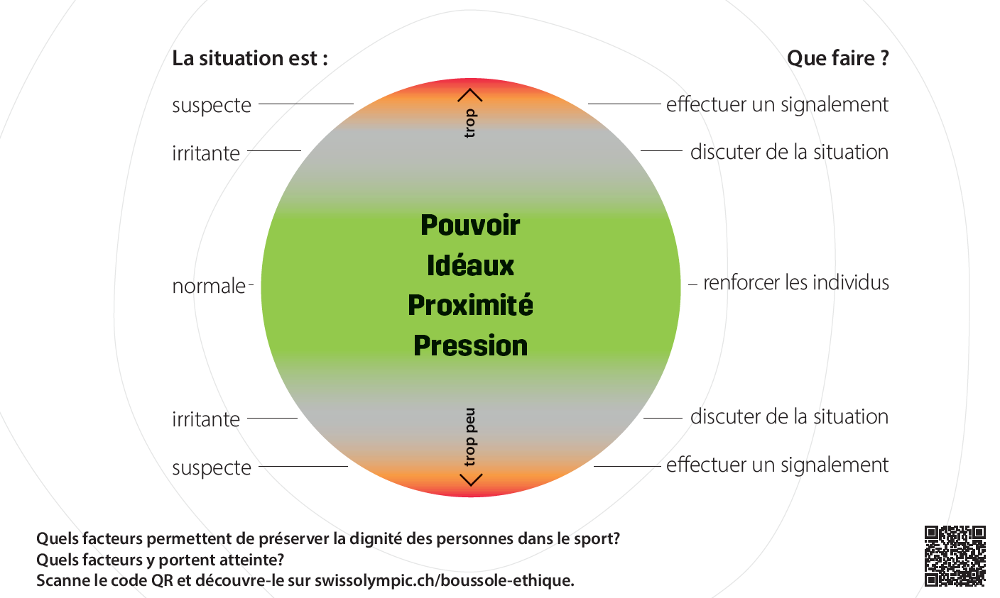 La situation est :
Que faire ?
suspecte
effectuer un signalement
trop
irritante
discuter de la situation
Pouvoir
Idéaux
normale
renforcer les individus
Proximité
Pression
irritante
discuter de la situation
trop peu
suspecte
effectuer un signalement
Quels facteurs permettent de préserver la dignité des personnes dans le sport?
Quels facteurs y portent atteinte?
Scanne le code QR et découvre-le sur swissolympic.ch/boussole-ethique.